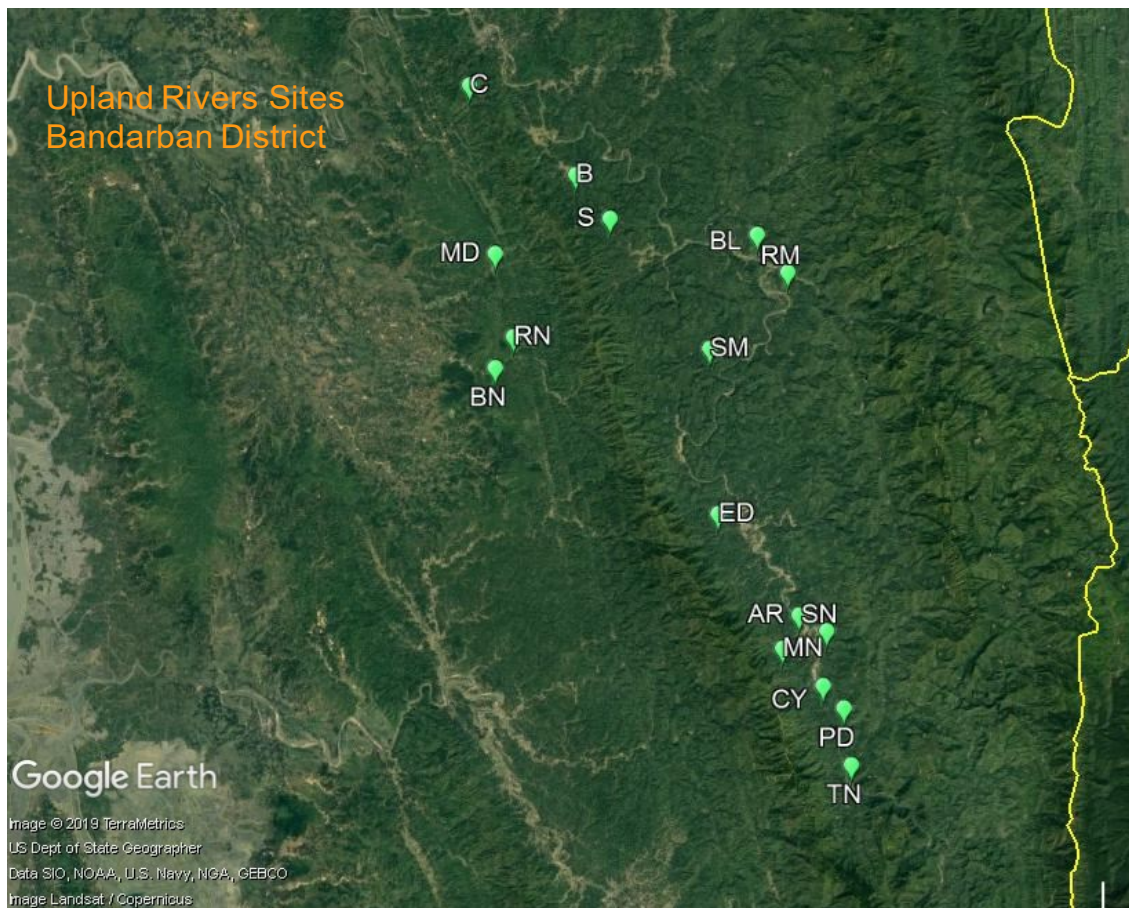 Upland Rivers Sites
Bandarban District
C
B
S
BL
MD
RM
RN
SM
BN
ED
AR
SN
MN
CY
PD
TN
Google Earth
Image © 2019 TerraMetrics
US Dept of State Geographer
Data SIO, NOAA, U.S. Navy, NGA, GEBCO
Image Landsat / Copernicus